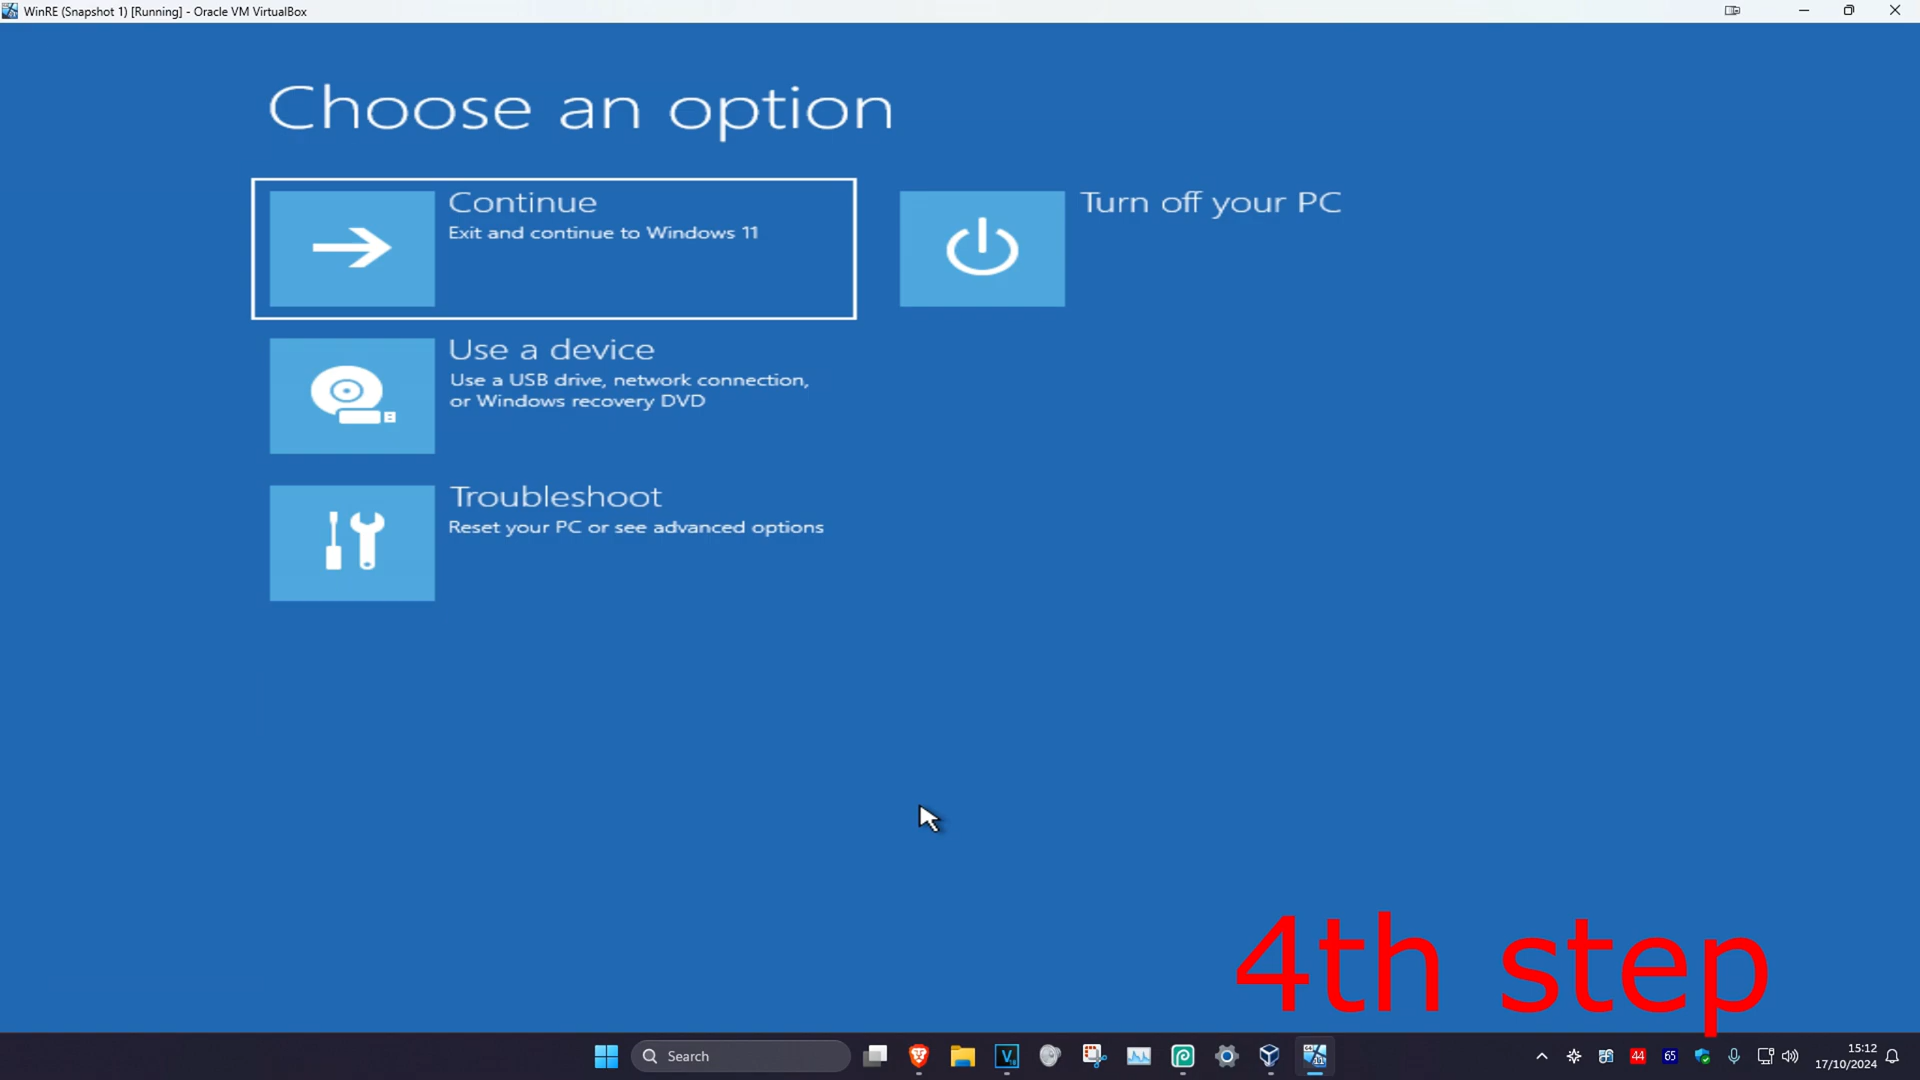 WinRE (Snapshot 1) [Running] - Oracle VM VirtualBox
Choose an option
Continue
Exit and continue to Windows 11
Turn off your PC
Use a device
Use a USB drive, network connection,
or Windows recovery DVD
Troubleshoot
Reset your PC or see advanced options
4th step
Search
44
65
15:12
17/10/2024